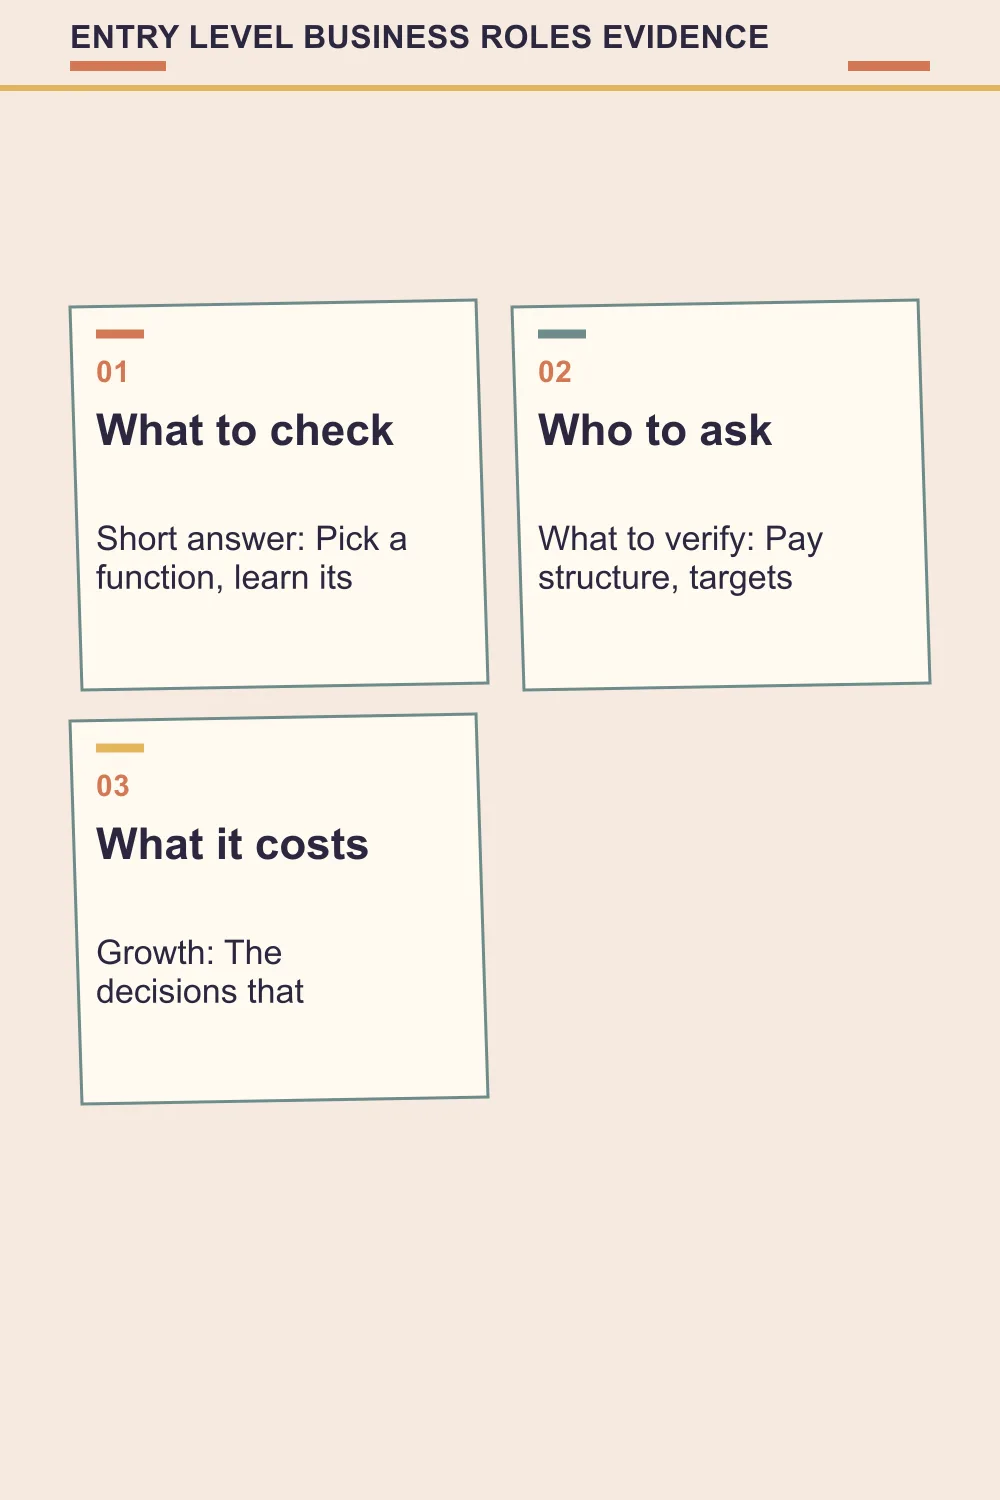 ENTRY LEVEL BUSINESS ROLES EVIDENCE
01
What to check
Short answer: Pick a
function, learn its
02
Who to ask
What to verify: Pay
structure, targets
03
What it costs
Growth: The
decisions that